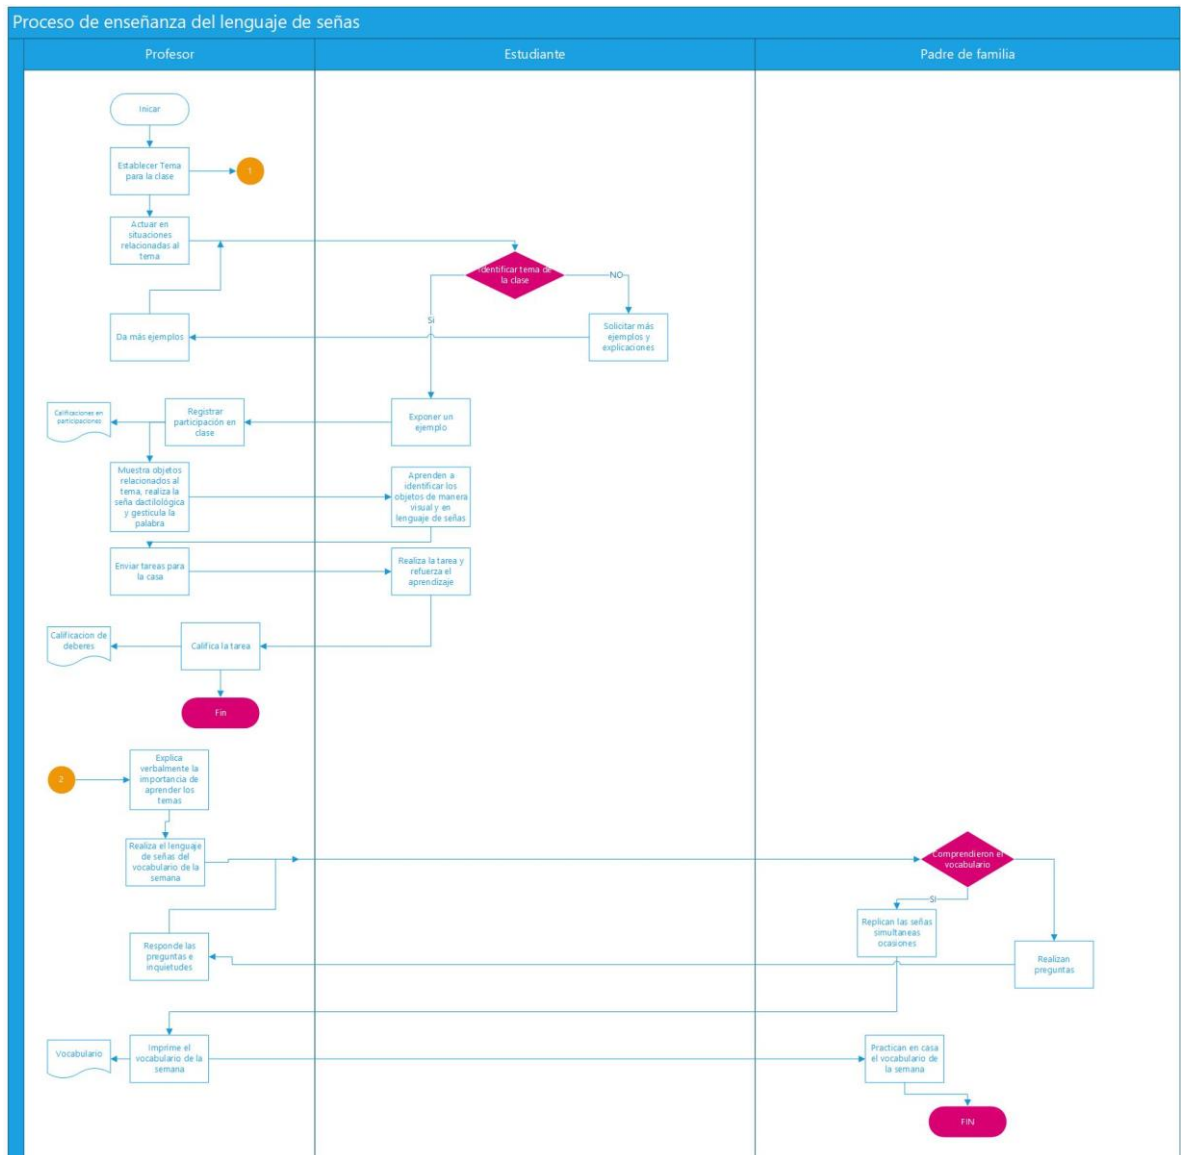 Proceso de enseñanza del lenguaje de señas
Profesor
Estudiante
Padre de familia
Inicar
Establecer Tema
para la clase
1
Actuar en
situaciones
relacionadas al
tema
Identificar tema de
la clase
NO
Si
Solicitar más
ejemplos y
explicaciones
Da más ejemplos
Calificaciones en
participaciones
Registrar
participación en
clase
Exponer un
ejemplo
Muestra objetos
relacionados al
tema, realiza la
seña dactilológica
y gesticula la
palabra
Aprenden a
identificar los
objetos de manera
visual y en
lenguaje de señas
Enviar tareas para
la casa
Realiza la tarea y
refuerza el
aprendizaje
Calificacion de
deberes
Califica la tarea
Fin
2
Explica
verbalmente la
importancia de
aprender los
temas
Realiza el lenguaje
de señas del
vocabulario de la
semana
Comprendieron el
vocabulario
SI
Replican las señas
simultaneas
ocasiones
Responde las
preguntas e
inquietudes
Realizan
preguntas
Vocabulario
Imprime el
vocabulario de la
semana
Practican en casa
el vocabulario de
la semana
FIN